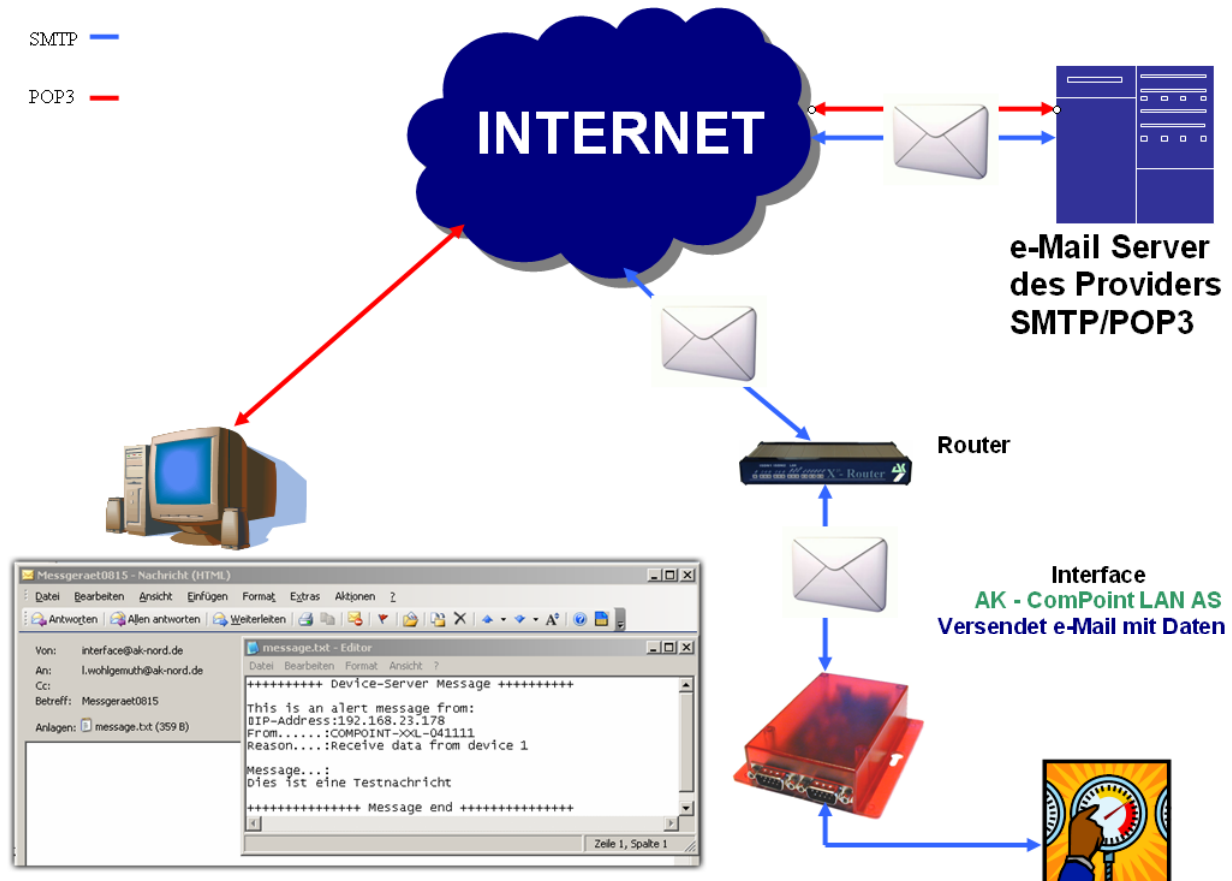 SMTP
POP3
INTERNET
e-Mail Server
des Providers
SMTP/POP3
Router
X - Router
Interface
AK - ComPoint LAN AS
Versendet e-Mail mit Daten
Messgeraet0815 - Nachricht (HTML)
Datei Bearbeiten Ansicht Einfügen Format Extras Aktionen ?
Antworten Allen antworten Weiterleiten
Von: interface@ak-nord.de
An: l.wohlgemuth@ak-nord.de
Cc:
Betreff: Messgeraet0815
Anlagen: message.txt (359 B)
message.txt - Editor
Datei Bearbeiten Format Ansicht ?
++++++++++ Device-Server Message ++++++++++
This is an alert message from:
IP-Address:192.168.23.178
From......:COMPOINT-XXL-041111
Reason....:Receive data from device 1
Message...:
Dies ist eine Testnachricht
+++++++++++++++ Message end +++++++++++++++
Zeile 1, Spalte 1